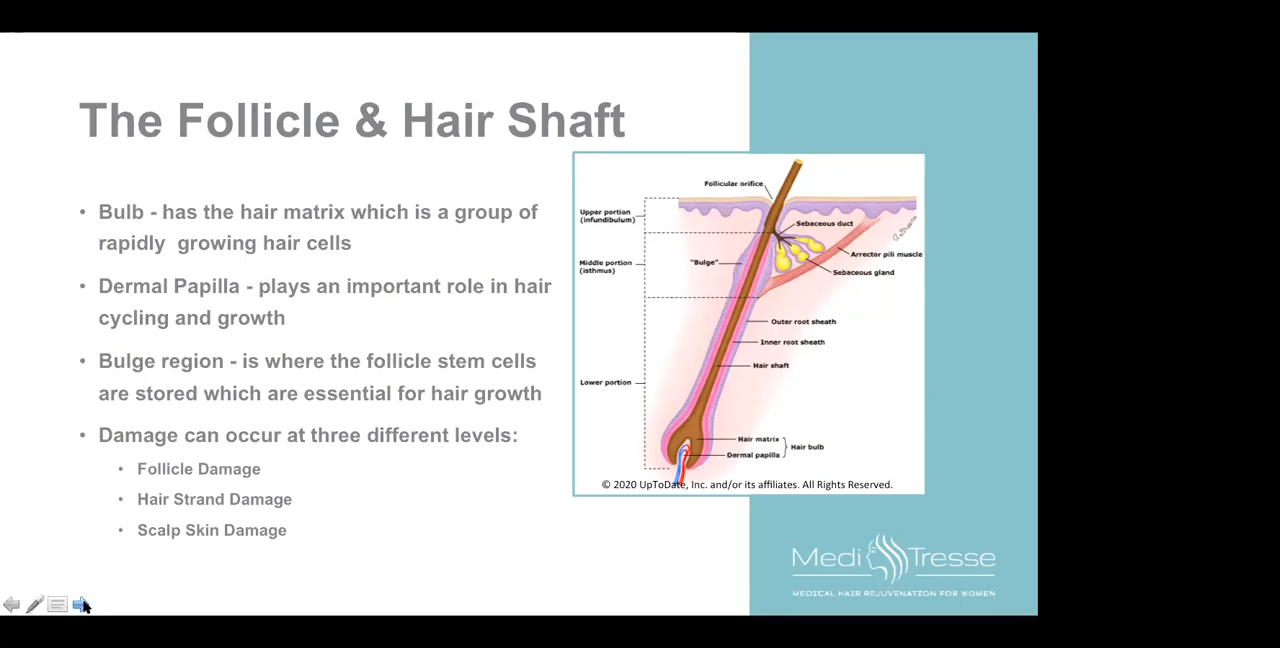 The Follicle & Hair Shaft
• Bulb - has the hair matrix which is a group of
rapidly growing hair cells
• Dermal Papilla - plays an important role in hair
cycling and growth
• Bulge region - is where the follicle stem cells
are stored which are essential for hair growth
• Damage can occur at three different levels:
• Follicle Damage
• Hair Strand Damage
• Scalp Skin Damage
Follicular orifice
Upper portion
(infundibulum)
Sebaceous duct
Arrector pili muscle
Middle portion
(isthmus)
"Bulge"
Sebaceous gland
Outer root sheath
Inner root sheath
Hair shaft
Lower portion
Hair matrix
Hair bulb
Dermal papilla
© 2020 UpToDate, Inc. and/or its affiliates. All Rights Reserved.
Medi Tresse
MEDICAL HAIR REJUVENATION FOR WOMEN